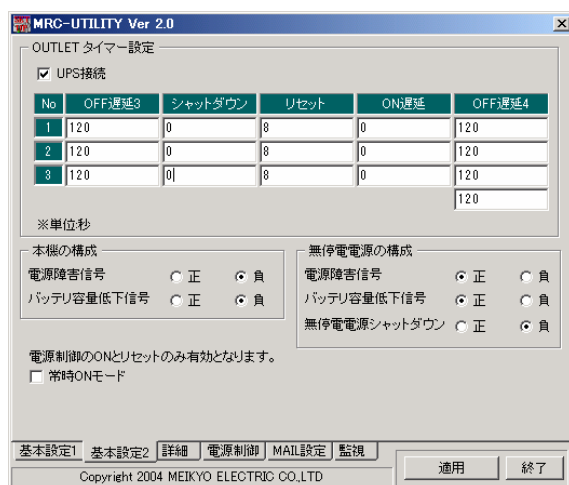 MRC-UTILITY Ver 2.0
OUTLET タイマー設定
UPS接続
No OFF遅延3 シャットダウン リセット ON遅延 OFF遅延4
1 120 0 8 0 120
2 120 0 8 0 120
3 120 0 8 0 120
120
※単位:秒
本機の構成
電源障害信号 正 負
バッテリ容量低下信号 正 負
無停電電源の構成
電源障害信号 正 負
バッテリ容量低下信号 正 負
無停電電源シャットダウン 正 負
電源制御のONとリセットのみ有効となります。
常時ONモード
基本設定1 基本設定2 詳細 電源制御 MAIL設定 監視
Copyright 2004 MEIKYO ELECTRIC CO.,LTD
適用 終了